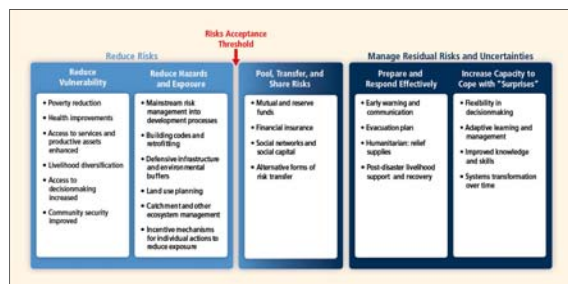 Risks Acceptance
Threshold
Reduce Risks
Manage Residual Risks and Uncertainties
Reduce
Vulnerability
• Poverty reduction
• Health improvements
• Access to services and
productive assets
enhanced
• Livelihood diversification
• Access to
decisionmaking
increased
• Community security
improved
Reduce Hazards
and Exposure
• Mainstream risk
management into
development processes
• Building codes and
retrofitting
• Defensive infrastructure
and environmental
buffers
• Land use planning
• Catchment and other
ecosystem management
• Incentive mechanisms
for individual actions to
reduce exposure
Pool, Transfer, and
Share Risks
• Mutual and reserve
funds
• Financial insurance
• Social networks and
social capital
• Alternative forms of
risk transfer
Prepare and
Respond Effectively
• Early warning and
communication
• Evacuation plan
• Humanitarian: relief
supplies
• Post-disaster livelihood
support and recovery
Increase Capacity to
Cope with "Surprises"
• Flexibility in
decisionmaking
• Adaptive learning and
management
• Improved knowledge
and skills
• Systems transformation
over time